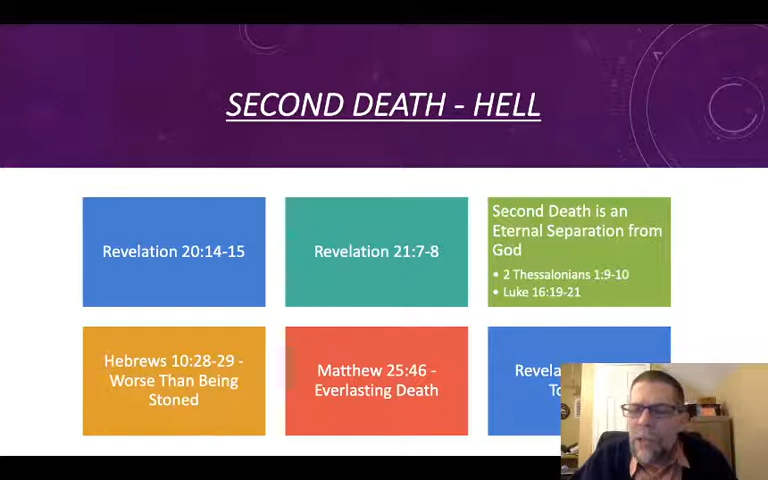 SECOND DEATH - HELL
Revelation 20:14-15
Revelation 21:7-8
Second Death is an
Eternal Separation from
God
• 2 Thessalonians 1:9-10
• Luke 16:19-21
Hebrews 10:28-29 -
Worse Than Being
Stoned
Matthew 25:46 -
Everlasting Death